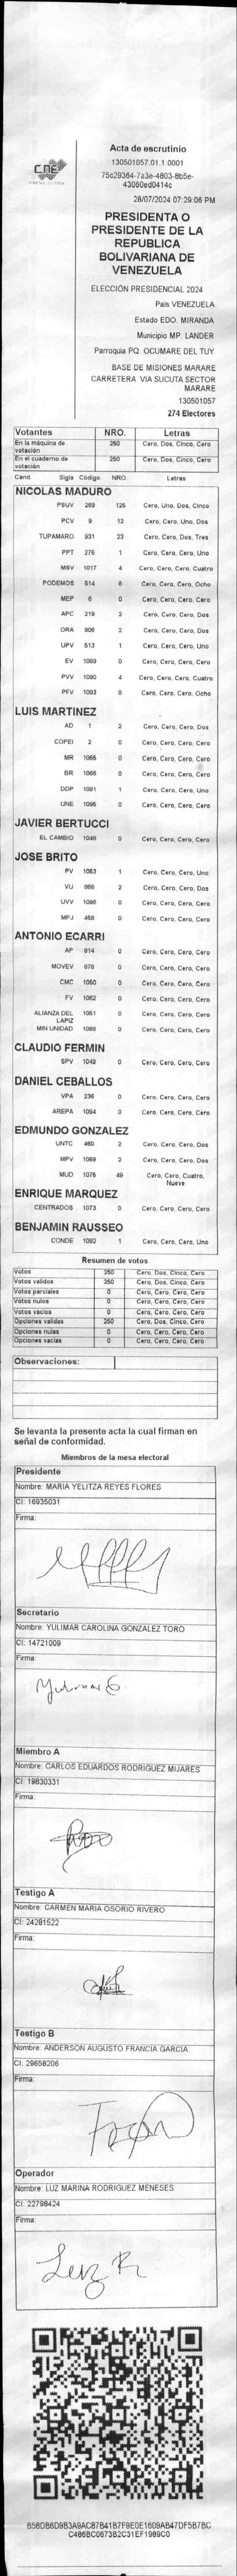 CNE
Acta de escrutinio
130501057.01.1.0001
75c29364-7a3e-4803-8b5e-
43060ed0414c
28/07/2024 07:29:06 PM
PRESIDENTA O
PRESIDENTE DE LA
REPUBLICA
BOLIVARIANA DE
VENEZUELA
ELECCIÓN PRESIDENCIAL 2024
Pais VENEZUELA
Estado EDO. MIRANDA
Municipio MP. LANDER
Parroquia PQ. OCUMARE DEL TUY
BASE DE MISIONES MARARE
CARRETERA VIA SUCUTA SECTOR
MARARE
130501057
274 Electores
Votantes NRO. Letras
En la máquina de votación 250 Cero, Dos, Cinco, Cero
En el cuaderno de votación 250 Cero, Dos, Cinco, Cero
Cand. Sigla Código NRO. Letras
NICOLAS MADURO
PSUV 269 125 Cero, Uno, Dos, Cinco
PCV 9 12 Cero, Cero, Uno, Dos
TUPAMARO 931 23 Cero, Cero, Dos, Tres
PPT 276 1 Cero, Cero, Cero, Uno
MSV 1017 4 Cero, Cero, Cero, Cuatro
PODEMOS 514 8 Cero, Cero, Cero, Ocho
MEP 6 0 Cero, Cero, Cero, Cero
APC 219 2 Cero, Cero, Cero, Dos
ORA 906 2 Cero, Cero, Cero, Dos
UPV 513 1 Cero, Cero, Cero, Uno
EV 1089 0 Cero, Cero, Cero, Cero
PVV 1090 4 Cero, Cero, Cero, Cuatro
PFV 1093 8 Cero, Cero, Cero, Ocho
LUIS MARTINEZ
AD 1 2 Cero, Cero, Cero, Dos
COPEI 2 0 Cero, Cero, Cero, Cero
MR 1065 0 Cero, Cero, Cero, Cero
BR 1066 0 Cero, Cero, Cero, Cero
DDP 1091 1 Cero, Cero, Cero, Uno
UNE 1095 0 Cero, Cero, Cero, Cero
JAVIER BERTUCCI
EL CAMBIO 1048 0 Cero, Cero, Cero, Cero
JOSE BRITO
PV 1053 1 Cero, Cero, Cero, Uno
VU 868 2 Cero, Cero, Cero, Dos
UVV 1096 0 Cero, Cero, Cero, Cero
MPJ 459 0 Cero, Cero, Cero, Cero
ANTONIO ECARRI
AP 814 0 Cero, Cero, Cero, Cero
MOVEV 876 0 Cero, Cero, Cero, Cero
CMC 1050 0 Cero, Cero, Cero, Cero
FV 1062 0 Cero, Cero, Cero, Cero
ALIANZA DEL LAPIZ 1051 0 Cero, Cero, Cero, Cero
MIN UNIDAD 1068 0 Cero, Cero, Cero, Cero
CLAUDIO FERMIN
SPV 1049 0 Cero, Cero, Cero, Cero
DANIEL CEBALLOS
VPA 236 0 Cero, Cero, Cero, Cero
AREPA 1094 0 Cero, Cero, Cero, Cero
EDMUNDO GONZALEZ
UNTC 460 2 Cero, Cero, Cero, Dos
MPV 1069 2 Cero, Cero, Cero, Dos
MUD 1075 49 Cero, Cero, Cuatro,
Nueve
ENRIQUE MARQUEZ
CENTRADOS 1073 0 Cero, Cero, Cero, Cero
BENJAMIN RAUSSEO
CONDE 1092 1 Cero, Cero, Cero, Uno
Resumen de votos
Votos 250 Cero, Dos, Cinco, Cero
Votos validos 250 Cero, Dos, Cinco, Cero
Votos parciales 0 Cero, Cero, Cero, Cero
Votos nulos 0 Cero, Cero, Cero, Cero
Votos vacíos 0 Cero, Cero, Cero, Cero
Opciones validas 250 Cero, Dos, Cinco, Cero
Opciones nulas 0 Cero, Cero, Cero, Cero
Opciones vacías 0 Cero, Cero, Cero, Cero
Observaciones:
Se levanta la presente acta la cual firman en
señal de conformidad.
Miembros de la mesa electoral
Presidente
Nombre: MARIA YELITZA REYES FLORES
CI: 16935031
Firma:
Secretario
Nombre: YULIMAR CAROLINA GONZALEZ TORO
CI: 14721009
Firma:
Miembro A
Nombre: CARLOS EDUARDOS RODRIGUEZ MIJARES
CI: 19830331
Firma:
Testigo A
Nombre: CARMEN MARIA OSORIO RIVERO
CI: 24281522
Firma:
Testigo B
Nombre: ANDERSON AUGUSTO FRANCIA GARCIA
CI: 29658206
Firma:
Operador
Nombre: LUZ MARINA RODRIGUEZ MENESES
CI: 22798424
Firma:
Luz R
B58DB6D9B3A9AC87B41B7F9E0E1609AB47DF5B7BC
C486BC0673B2C31EF1989C0